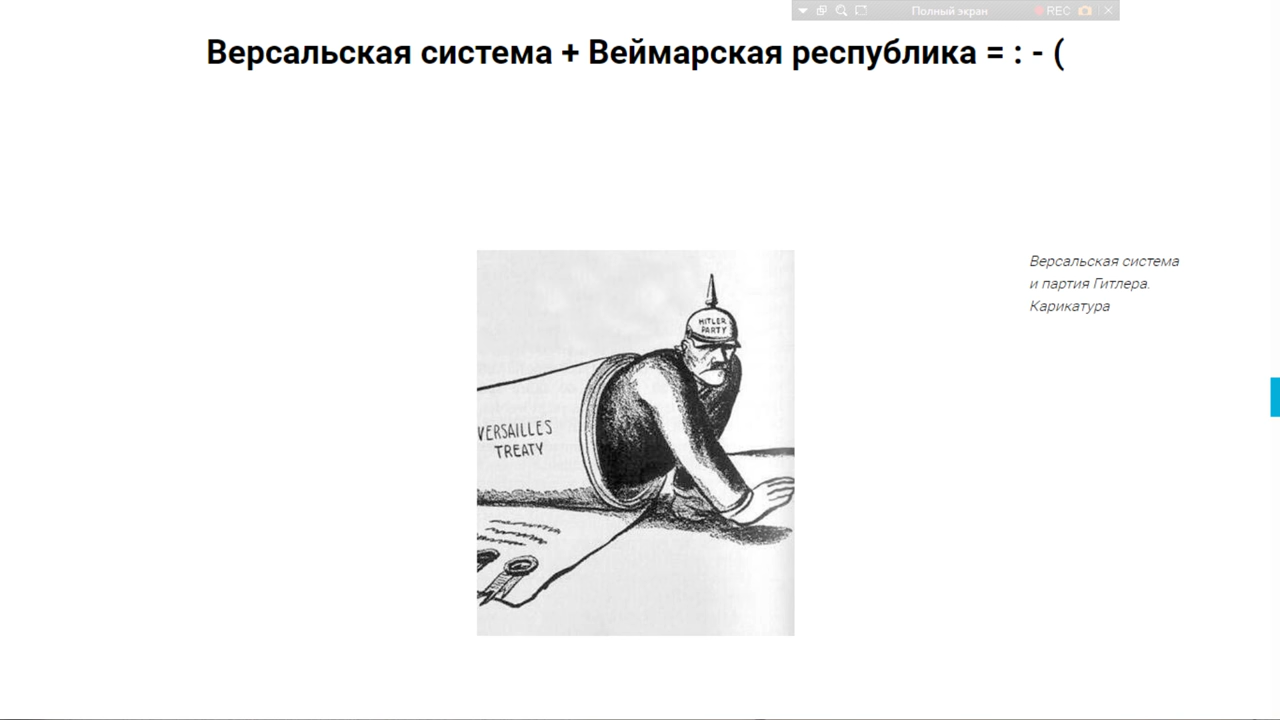 Полный экран
REC
Версальская система + Веймарская республика = : - (
Версальская система
и партия Гитлера.
Карикатура
HITLER
PARTY
VERSAILLES
TREATY